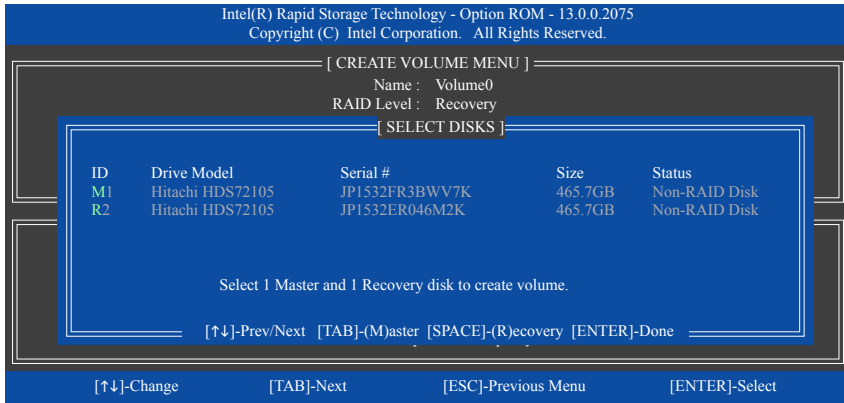 Intel(R) Rapid Storage Technology - Option ROM - 13.0.0.2075
Copyright (C) Intel Corporation. All Rights Reserved.
[ CREATE VOLUME MENU ]
Name : Volume0
RAID Level : Recovery
[ SELECT DISKS ]
ID Drive Model Serial # Size Status
M1 Hitachi HDS72105 JP1532FR3BWV7K 465.7GB Non-RAID Disk
R2 Hitachi HDS72105 JP1532ER046M2K 465.7GB Non-RAID Disk
Select 1 Master and 1 Recovery disk to create volume.
[↑↓]-Prev/Next [TAB]-(M)aster [SPACE]-(R)ecovery [ENTER]-Done
[↑↓]-Change [TAB]-Next [ESC]-Previous Menu [ENTER]-Select